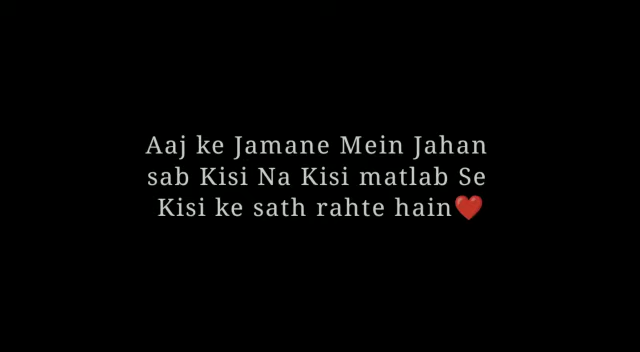 Aaj ke Jamane Mein Jahan
sab Kisi Na Kisi matlab Se
Kisi ke sath rahte hain❤️